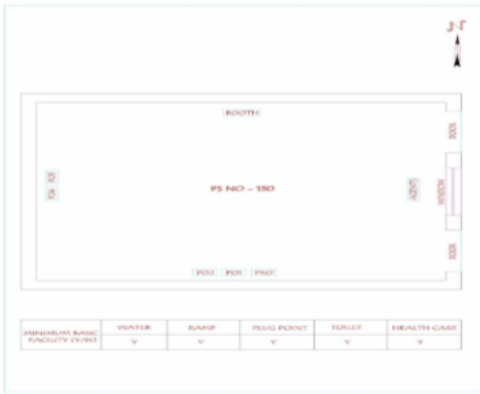 N
BOOTH
DOOR
PS NO - 130
WINDOW
DOOR
PO2 PO1 PRO
MINIMUM BASIC FACILITY (Y/N) WATER RAMP PLUG POINT TOILET HEALTH CARE
Y Y Y Y Y